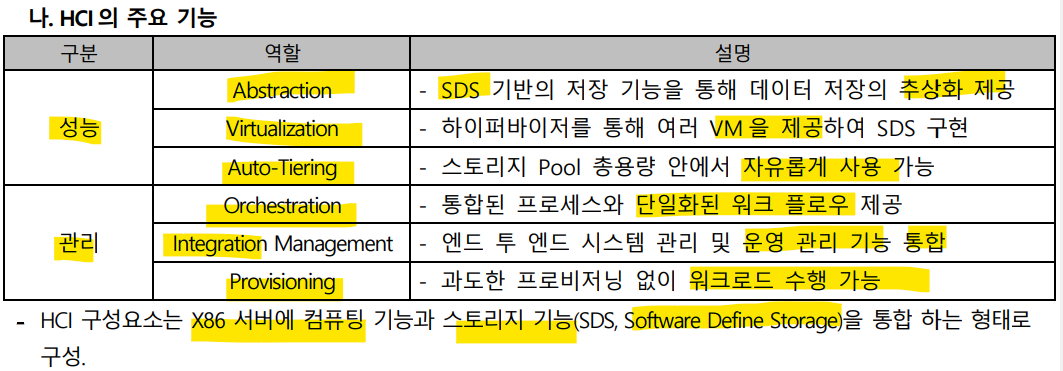 나. HCI의 주요 기능
구분 역할 설명
성능 Abstraction - SDS 기반의 저장 기능을 통해 데이터 저장의 추상화 제공
Virtualization - 하이퍼바이저를 통해 여러 VM을 제공하여 SDS 구현
Auto-Tiering - 스토리지 Pool 총용량 안에서 자유롭게 사용 가능
관리 Orchestration - 통합된 프로세스와 단일화된 워크 플로우 제공
Integration Management - 엔드 투 엔드 시스템 관리 및 운영 관리 기능 통합
Provisioning - 과도한 프로비저닝 없이 워크로드 수행 가능
- HCI 구성요소는 X86 서버에 컴퓨팅 기능과 스토리지 기능(SDS, Software Define Storage)을 통합 하는 형태로
구성.